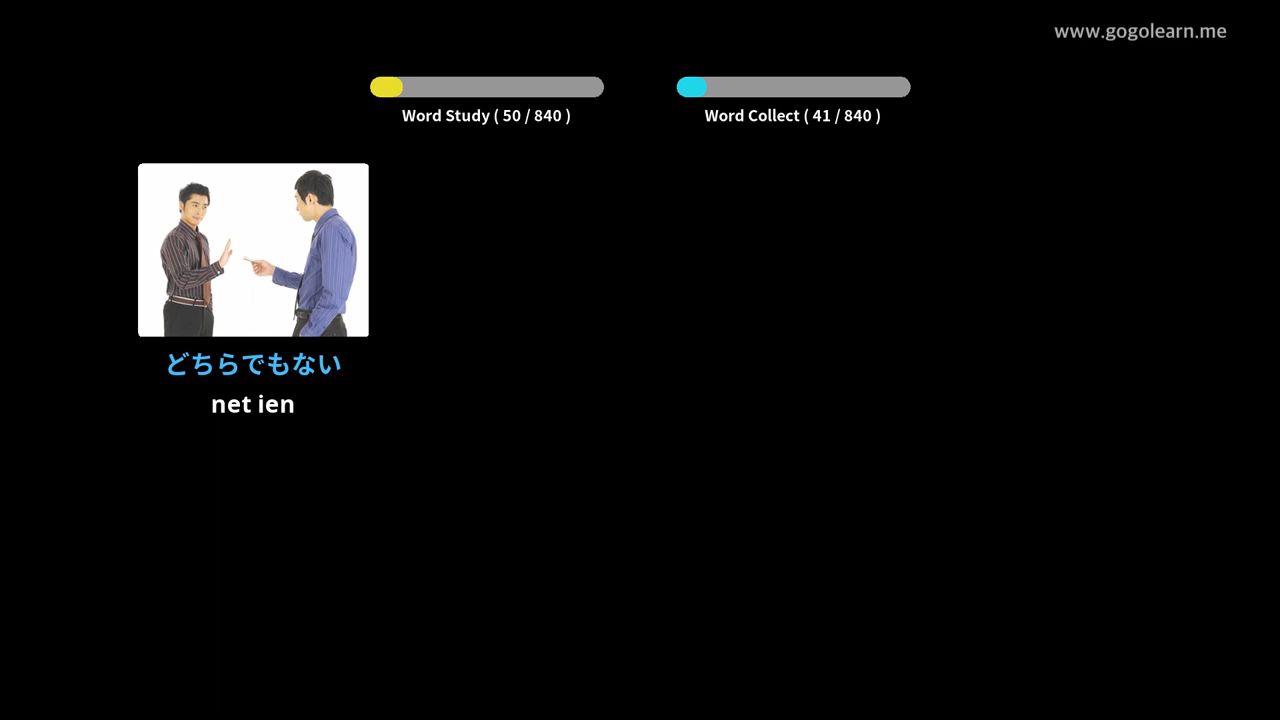 www.gogolearn.me
Word Study ( 50 / 840 )
Word Collect ( 41 / 840 )
どちらでもない
net ien